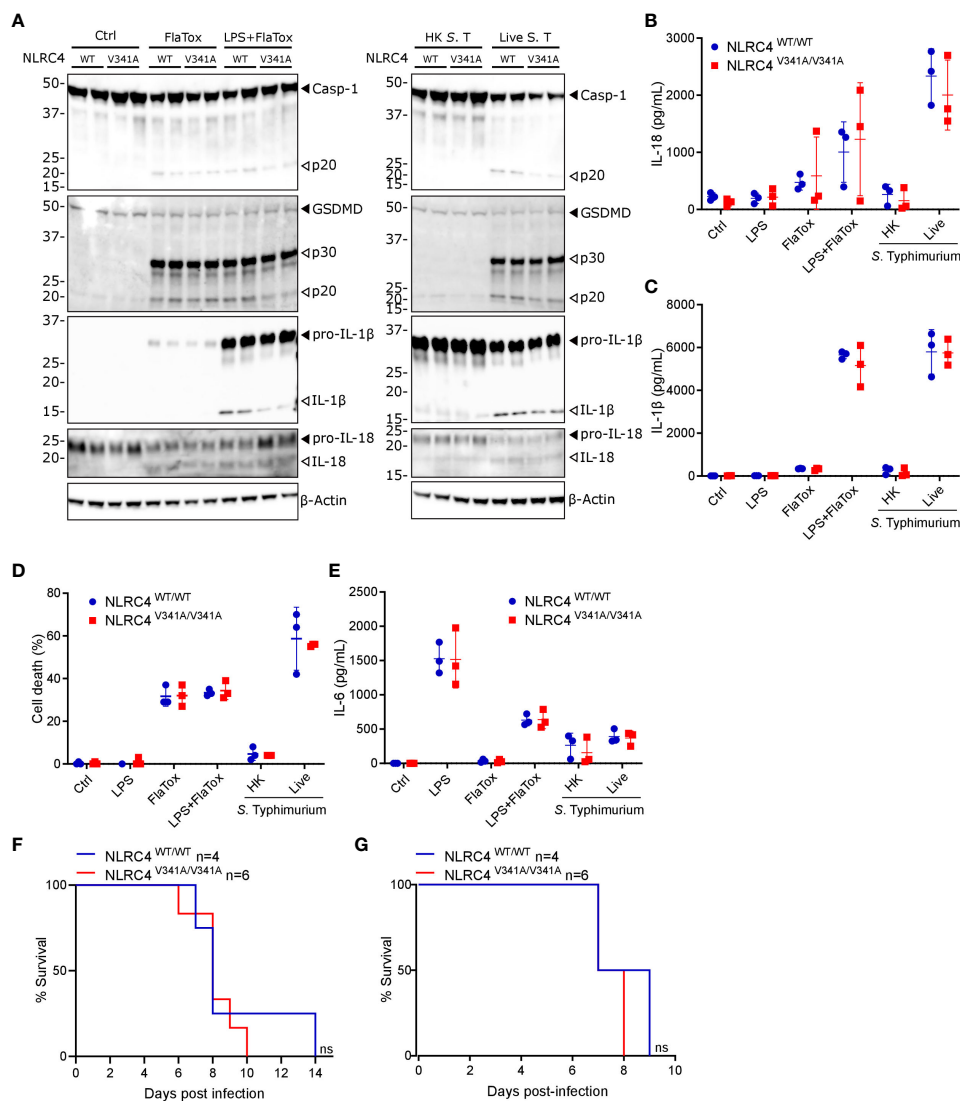 A
Ctrl FlaTox LPS+FlaTox
NLRC4 WT V341A WT V341A WT V341A
50-
37-
25-
20-
15-
Casp-1
p20
50-
37-
25-
20-
GSDMD
p30
p20
37-
25-
20-
15-
pro-IL-1β
IL-1β
25-
20-
pro-IL-18
IL-18
β-Actin
HK S. T Live S. T
NLRC4 WT V341A WT V341A
50-
37-
25-
20-
15-
Casp-1
p20
50-
37-
25-
20-
GSDMD
p30
p20
37-
25-
20-
15-
pro-IL-1β
IL-1β
25-
20-
15-
pro-IL-18
IL-18
β-Actin
B
NLRC4 WT/WT
NLRC4 V341A/V341A
IL-18 (pg/mL)
3000
2000
1000
0
Ctrl LPS FlaTox LPS+FlaTox HK Live
S. Typhimurium
C
IL-1β (pg/mL)
8000
6000
4000
2000
0
Ctrl LPS FlaTox LPS+FlaTox HK Live
S. Typhimurium
D
NLRC4 WT/WT
NLRC4 V341A/V341A
Cell death (%)
80
60
40
20
0
Ctrl LPS FlaTox LPS+FlaTox HK Live
S. Typhimurium
E
NLRC4 WT/WT
NLRC4 V341A/V341A
IL-6 (pg/mL)
2500
2000
1500
1000
500
0
Ctrl LPS FlaTox LPS+FlaTox HK Live
S. Typhimurium
F
NLRC4 WT/WT n=4
NLRC4 V341A/V341A n=6
% Survival
100
50
0
ns
0 2 4 6 8 10 12 14
Days post infection
G
NLRC4 WT/WT n=4
NLRC4 V341A/V341A n=6
% Survival
100
50
0
ns
0 2 4 6 8 10
Days post-infection